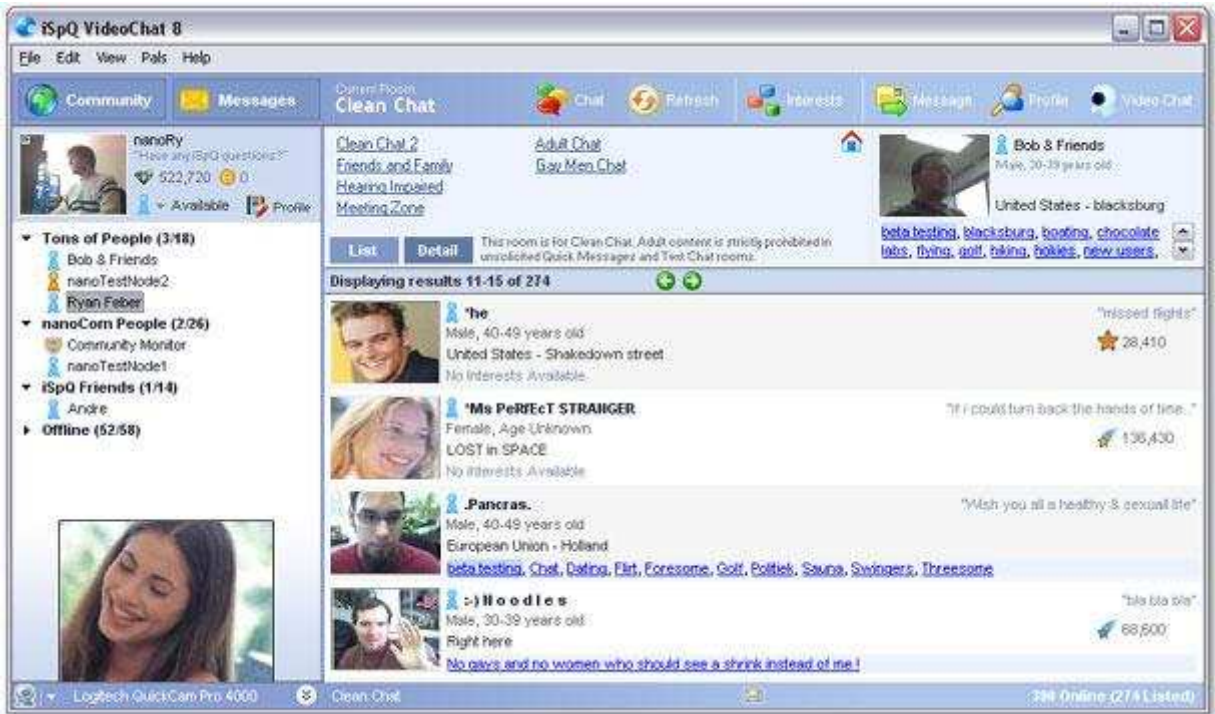 iSpQ VideoChat 8
File Edit View Pals Help
Community Messages Current Room Clean Chat Chat Refresh Interests Message Profile Video Chat
nanoRy
"Have any iSpQ questions?"
522,720 0
Available Profile
Tons of People (3/18)
Bob & Friends
nanoTestNode2
Ryan Feber
nanoCom People (2/26)
Community Monitor
nanoTestNode1
iSpQ Friends (1/14)
Andre
Offline (52/58)
Logitech QuickCam Pro 4000
Clean Chat 2 Adult Chat
Friends and Family Gay Men Chat
Hearing Impaired
Meeting Zone
List Detail
This room is for Clean Chat. Adult content is strictly prohibited in
unsolicited Quick Messages and Text Chat rooms.
Bob & Friends
Male, 30-39 years old
United States - blacksburg
beta testing, blacksburg, boating, chocolate
labs, flying, golf, hiking, hokies, new users,
Displaying results 11-15 of 274
*he "missed flights"
Male, 40-49 years old 28,410
United States - Shakedown street
No Interests Available
*Ms PeRfEcT STRANGER "If i could turn back the hands of time.."
Female, Age Unknown 136,430
LOST in SPACE
No Interests Available
.Pancras. "Wish you all a healthy & sexuall life"
Male, 40-49 years old
European Union - Holland
beta testing, Chat, Dating, Flirt, Foresome, Golf, Politiek, Sauna, Swingers, Threesome
:-) N o o d l e s "bla bla bla"
Male, 30-39 years old 68,600
Right here
No gays and no women who should see a shrink instead of me !
Clean Chat (274 Listed)